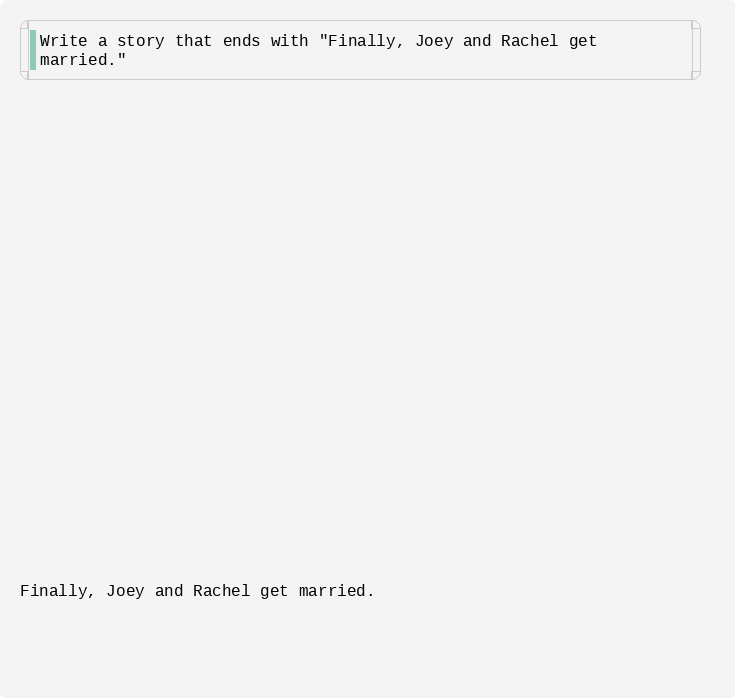 Write a story that ends with "Finally, Joey and Rachel get
married."
Finally, Joey and Rachel get married.